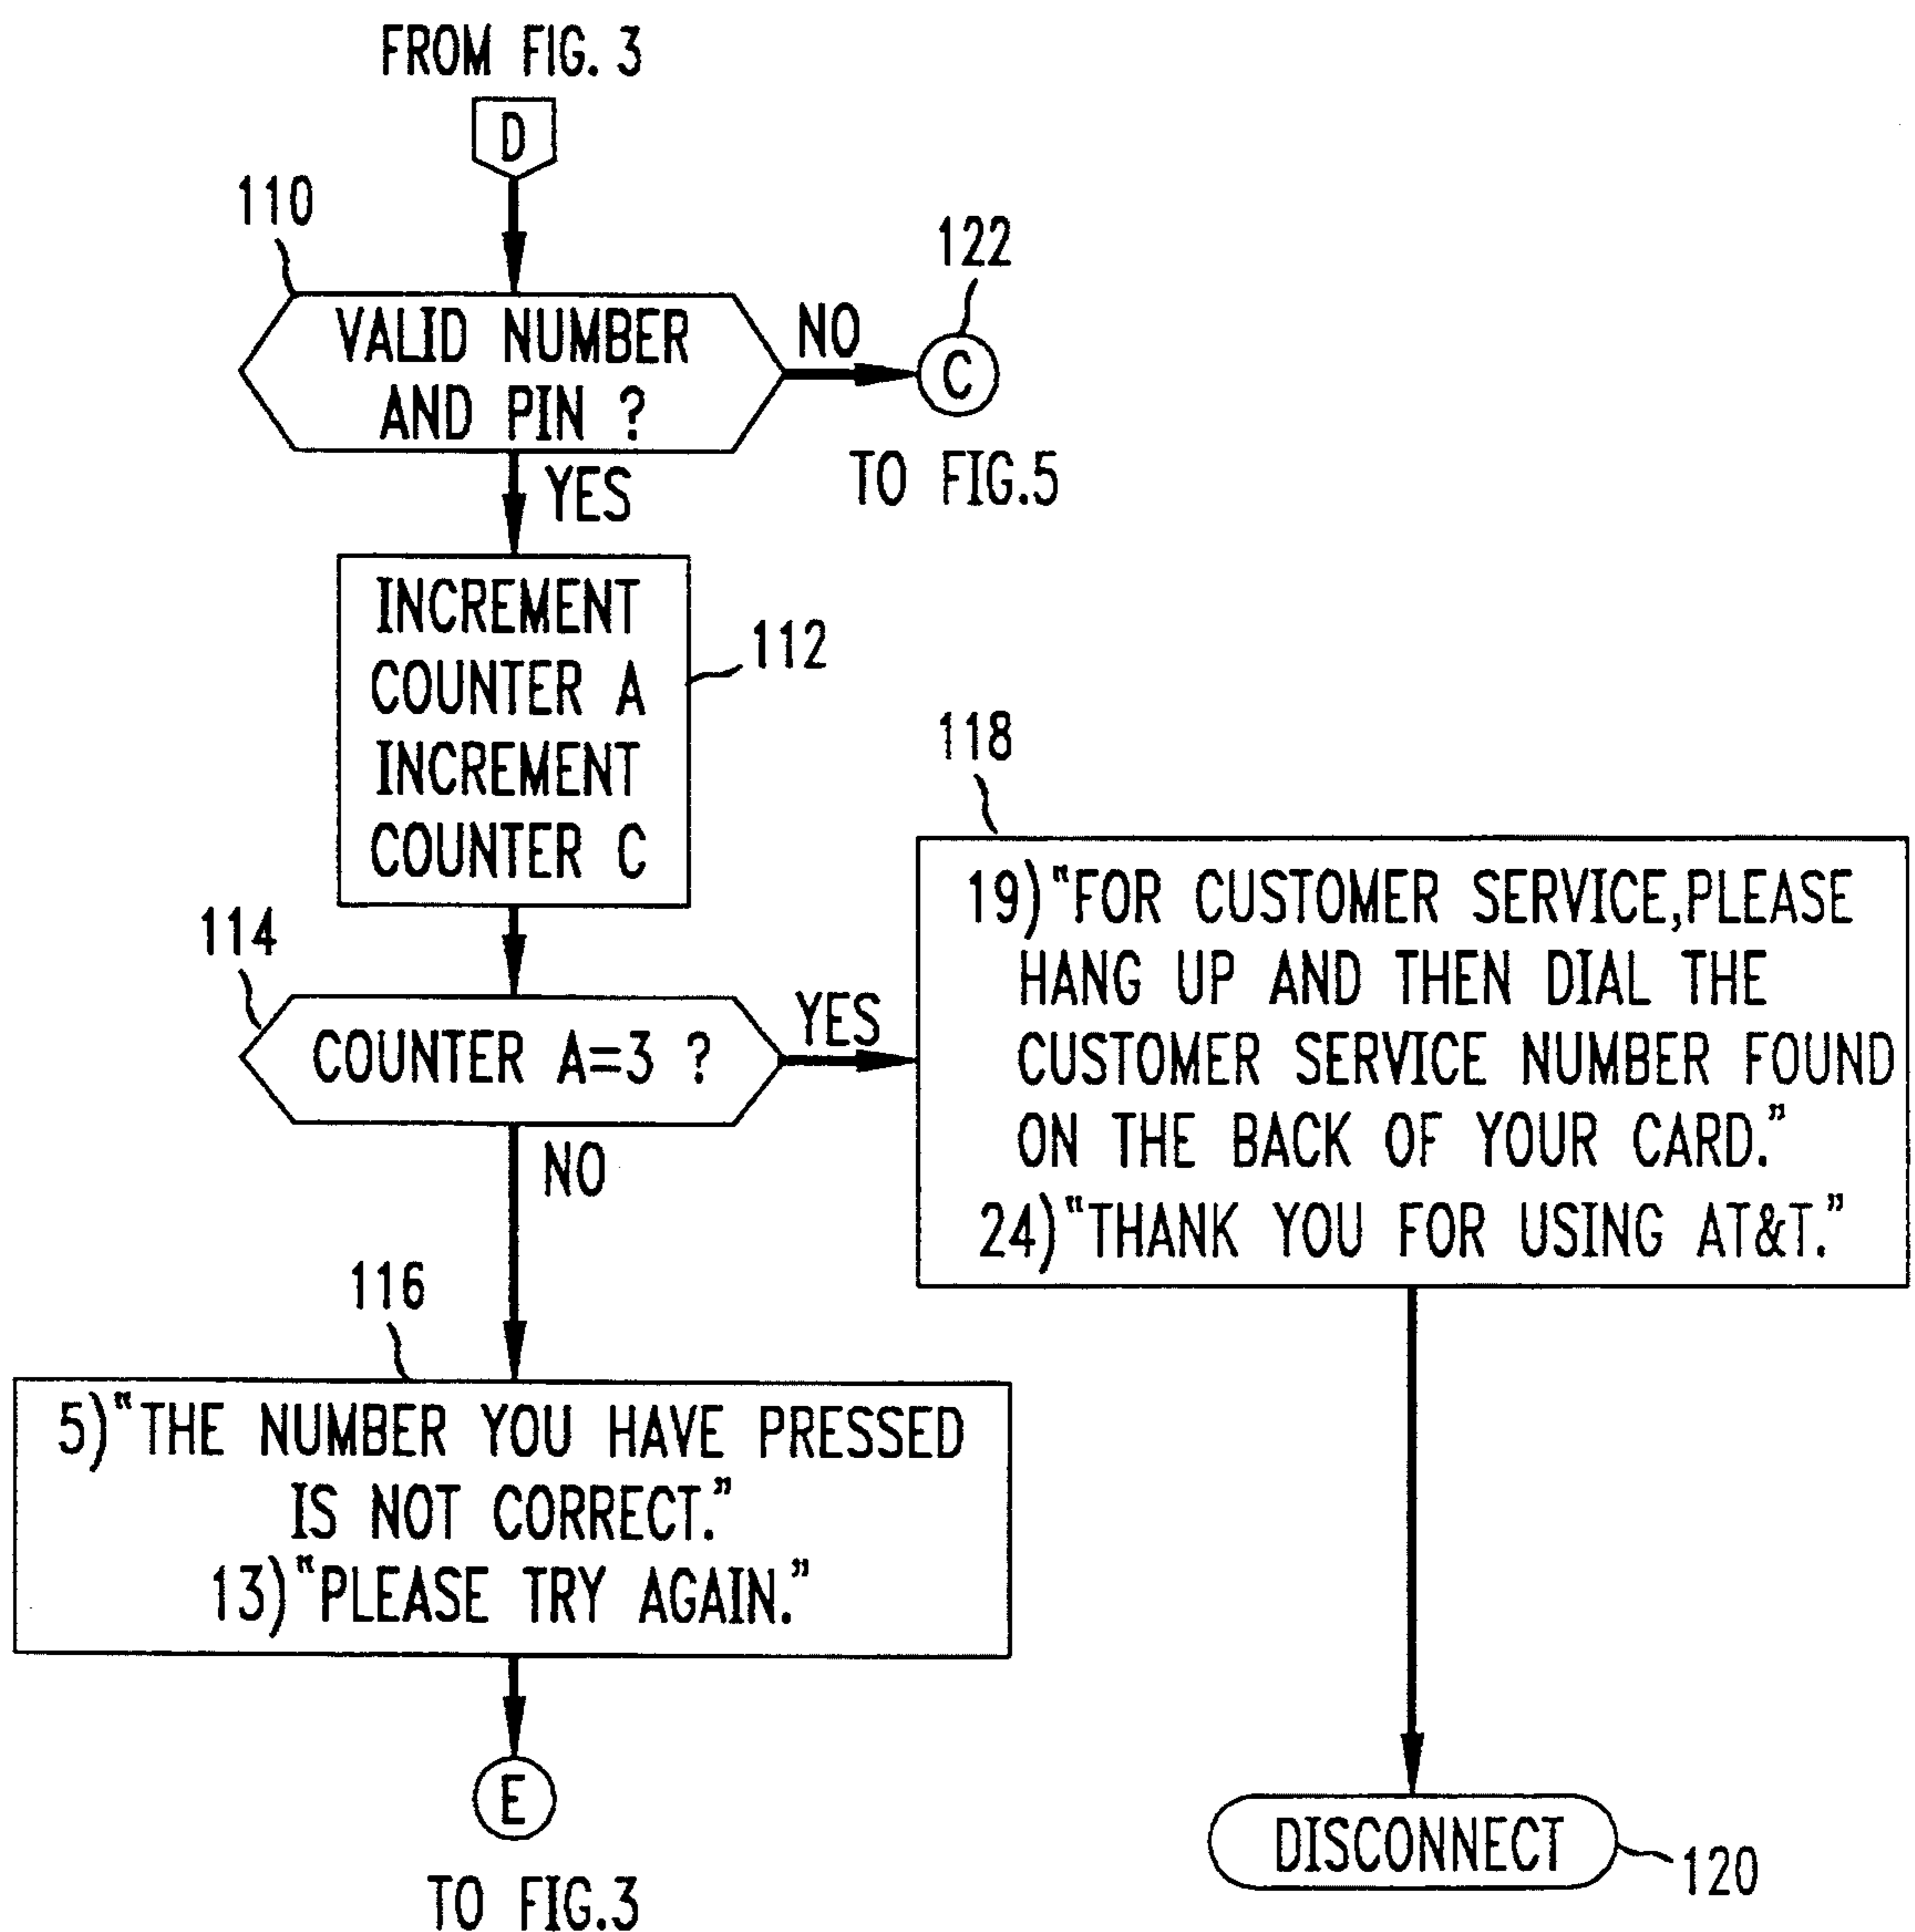 FROM FIG. 3
D
110
122
VALID NUMBER
AND PIN ?
NO
C
TO FIG.5
YES
INCREMENT
COUNTER A
INCREMENT
COUNTER C
112
114
COUNTER A=3 ?
YES
118
19)"FOR CUSTOMER SERVICE,PLEASE
HANG UP AND THEN DIAL THE
CUSTOMER SERVICE NUMBER FOUND
ON THE BACK OF YOUR CARD."
24)"THANK YOU FOR USING AT&T."
NO
116
5)"THE NUMBER YOU HAVE PRESSED
IS NOT CORRECT."
13)"PLEASE TRY AGAIN."
E
TO FIG.3
DISCONNECT
120